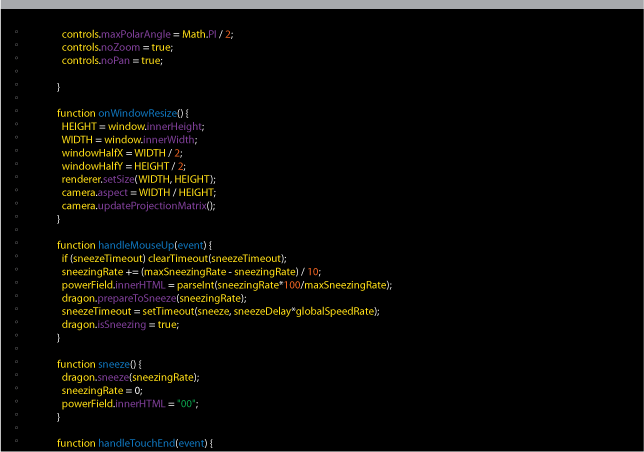 controls.maxPolarAngle = Math.PI / 2;
controls.noZoom = true;
controls.noPan = true;
}
function onWindowResize() {
HEIGHT = window.innerHeight;
WIDTH = window.innerWidth;
windowHalfX = WIDTH / 2;
windowHalfY = HEIGHT / 2;
renderer.setSize(WIDTH, HEIGHT);
camera.aspect = WIDTH / HEIGHT;
camera.updateProjectionMatrix();
}
function handleMouseUp(event) {
if (sneezeTimeout) clearTimeout(sneezeTimeout);
sneezingRate += (maxSneezingRate - sneezingRate) / 10;
powerField.innerHTML = parseInt(sneezingRate*100/maxSneezingRate);
dragon.prepareToSneeze(sneezingRate);
sneezeTimeout = setTimeout(sneeze, sneezeDelay*globalSpeedRate);
dragon.isSneezing = true;
}
function sneeze() {
dragon.sneeze(sneezingRate);
sneezingRate = 0;
powerField.innerHTML = "00";
}
function handleTouchEnd(event) {